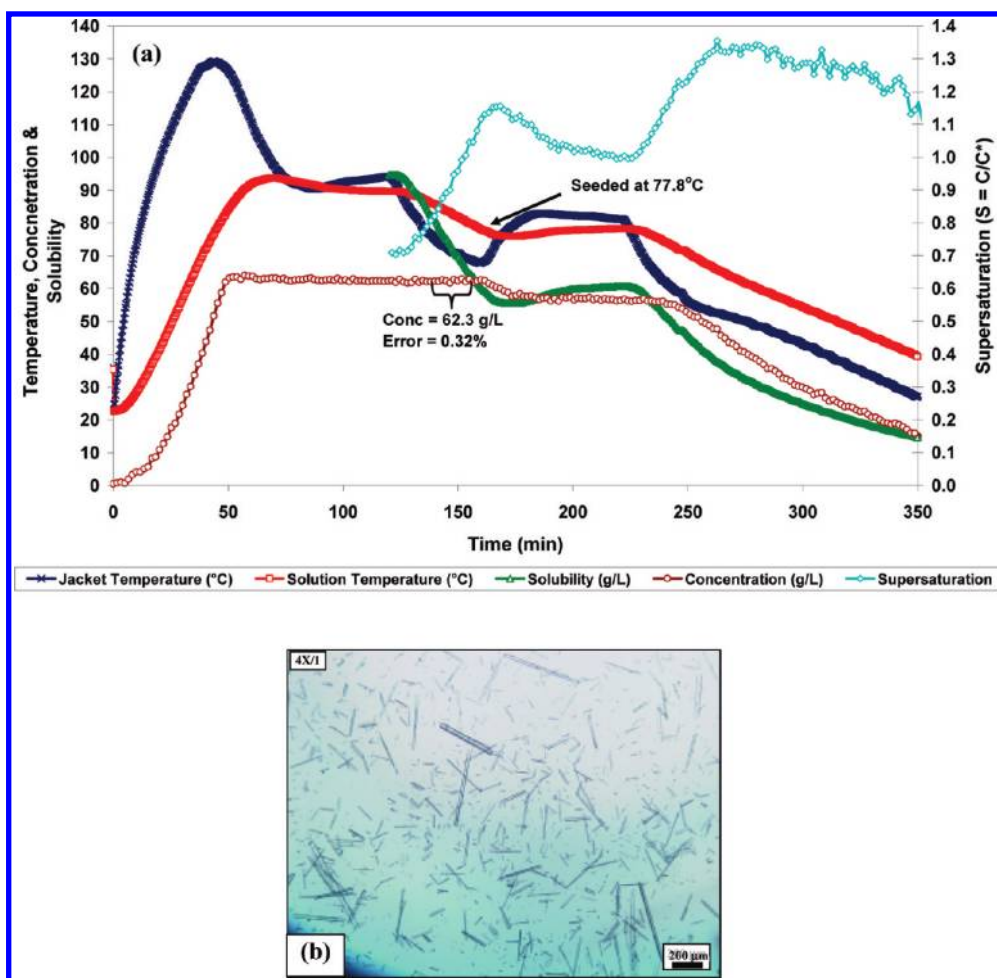 (a)
Temperature, Concnetration &
Solubility
140
130
120
110
100
90
80
70
60
50
40
30
20
10
0
1.4
1.3
1.2
1.1
1.0
0.9
0.8
0.7
0.6
0.5
0.4
0.3
0.2
0.1
0.0
Supersaturation (S = C/C*)
Seeded at 77.8°C
Conc = 62.3 g/L
Error = 0.32%
0 50 100 150 200 250 300 350
Time (min)
Jacket Temperature (°C) Solution Temperature (°C) Solubility (g/L) Concentration (g/L) Supersaturation
4X/1
(b)
200 μm